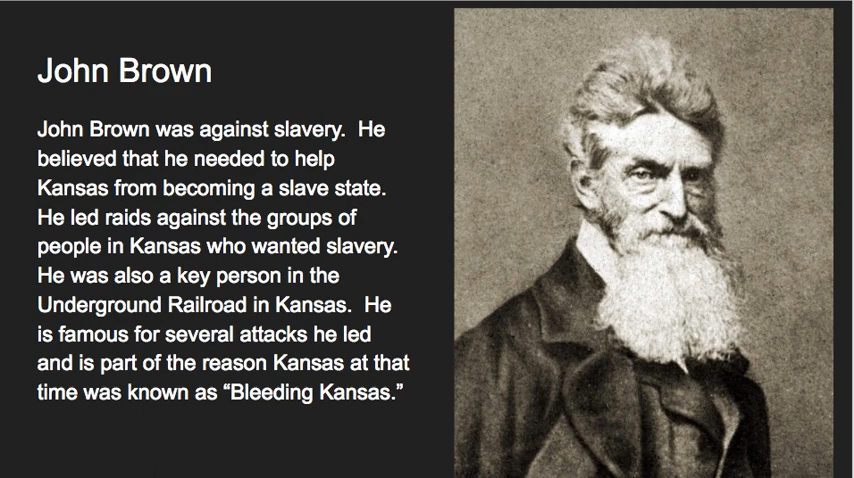 John Brown
John Brown was against slavery.  He
believed that he needed to help
Kansas from becoming a slave state.
He led raids against the groups of
people in Kansas who wanted slavery.
He was also a key person in the
Underground Railroad in Kansas.  He
is famous for several attacks he led
and is part of the reason Kansas at that
time was known as “Bleeding Kansas.”